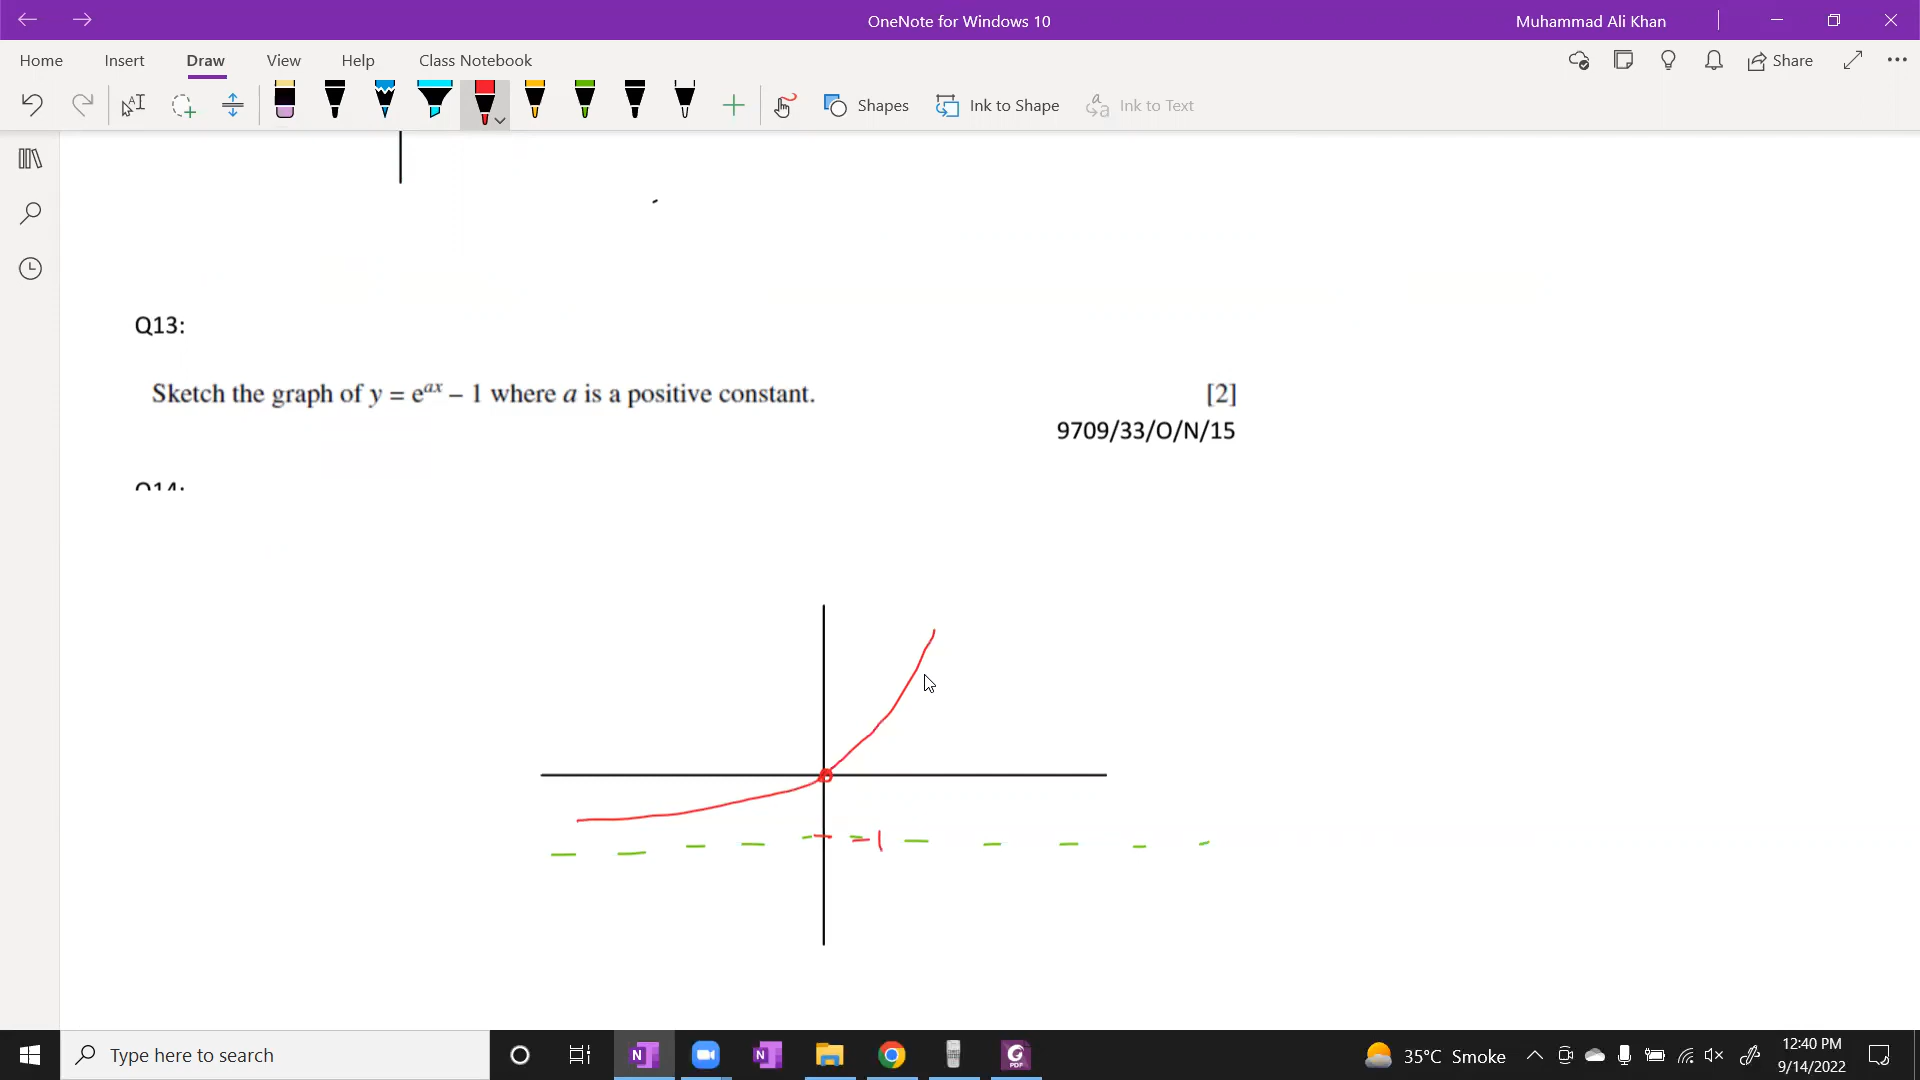 OneNote for Windows 10
Muhammad Ali Khan
Home Insert Draw View Help Class Notebook
Share
Shapes Ink to Shape Ink to Text
Q13:
Sketch the graph of y = e^{ax} – 1 where a is a positive constant. [2]
9709/33/O/N/15
Q14:
-1
Type here to search
35°C Smoke
12:40 PM
9/14/2022